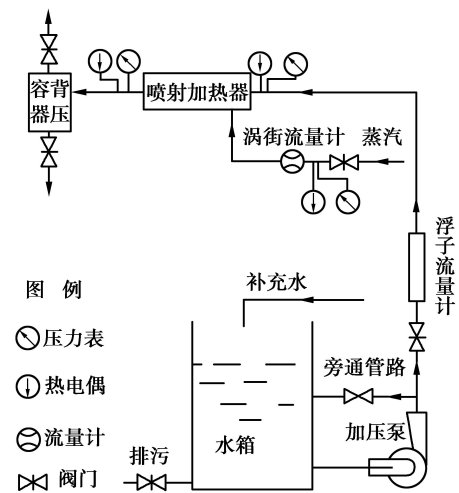 容背
器压
喷射加热器
涡街流量计 蒸汽
浮子流量计
补充水
图 例
压力表
热电偶
流量计
阀门
旁通管路
加压泵
水箱
排污